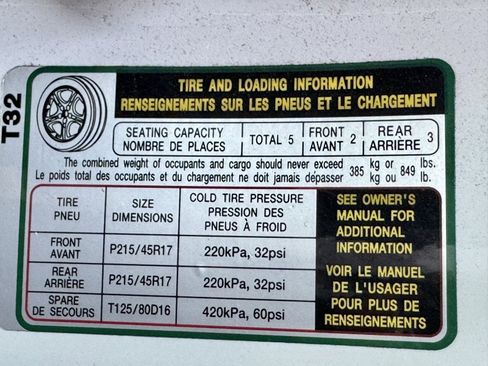 T32
TIRE AND LOADING INFORMATION
RENSEIGNEMENTS SUR LES PNEUS ET LE CHARGEMENT
SEATING CAPACITY
NOMBRE DE PLACES
TOTAL 5
FRONT
AVANT 2
REAR
ARRIÈRE 3
The combined weight of occupants and cargo should never exceed 385 kg or 849 lbs.
Le poids total des occupants et du chargement ne doit jamais dépasser kg ou lb.
TIRE
PNEU
SIZE
DIMENSIONS
COLD TIRE PRESSURE
PRESSION DES
PNEUS À FROID
FRONT
AVANT
P215/45R17
220kPa, 32psi
REAR
ARRIÈRE
P215/45R17
220kPa, 32psi
SPARE
DE SECOURS
T125/80D16
420kPa, 60psi
SEE OWNER'S
MANUAL FOR
ADDITIONAL
INFORMATION
VOIR LE MANUEL
DE L'USAGER
POUR PLUS DE
RENSEIGNEMENTS